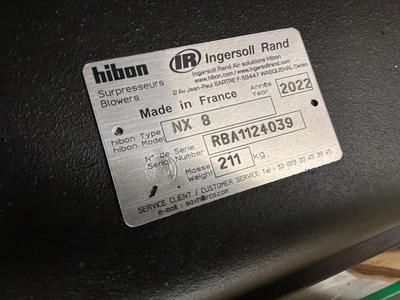 hibon
IR Ingersoll Rand
Surpresseurs
Blowers
Ingersoll Rand Air solutions Hibon
www.hibon.com / www.ingersollrand.com
2 Av Jean-Paul SARTRE F-59447 WASQUEHAL Cedex
Made in France
Année
Year
2022
hibon Type
hibon Model
NX 8
N° de Série
Serial Number
RBA1124039
Masse
Weight
211 kg
SERVICE CLIENT / CUSTOMER SERVICE Tel : 33 (0)3 20 45 39 45
e-mail :